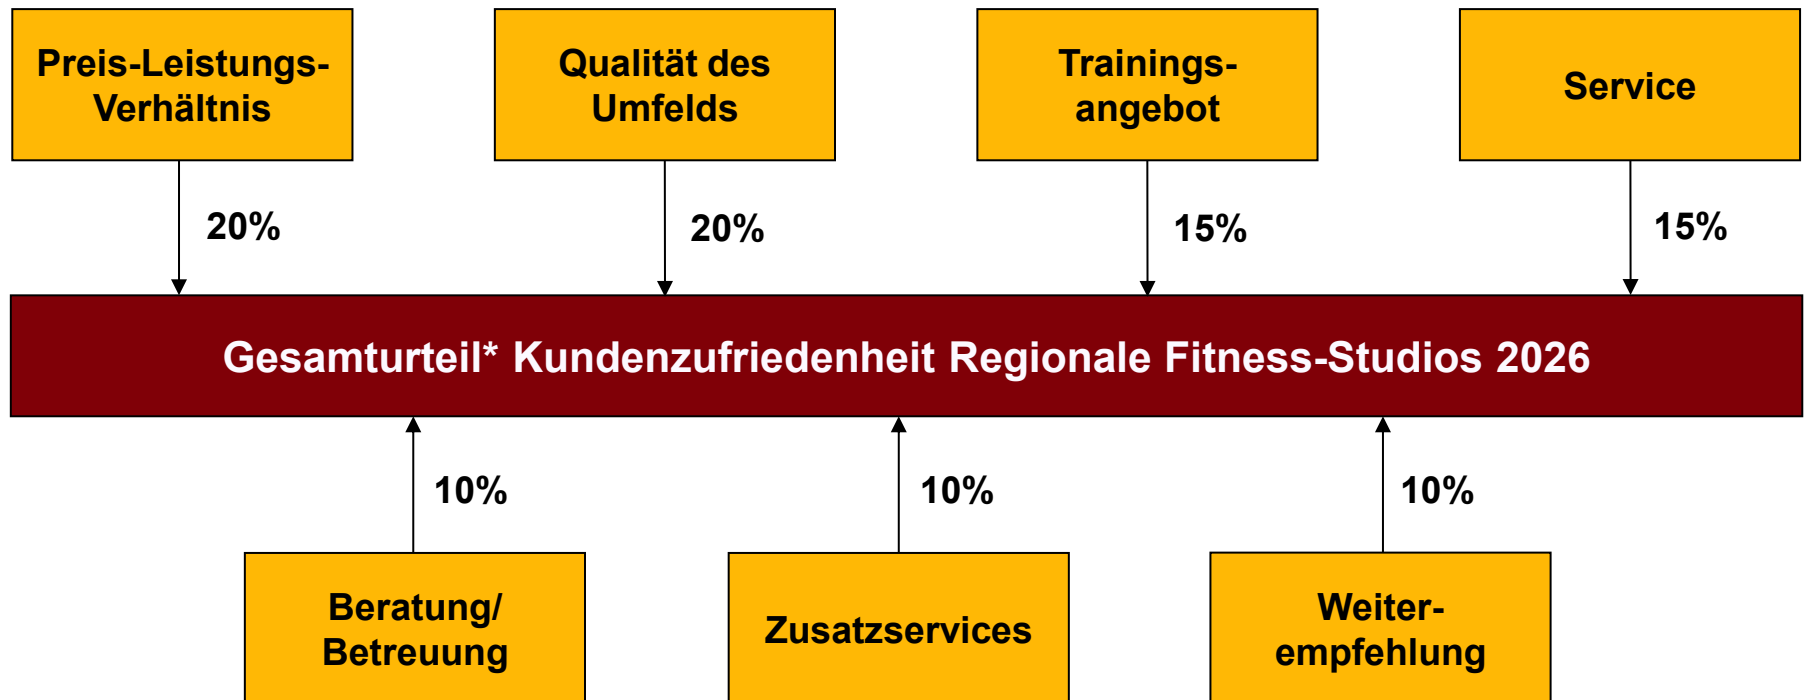 Preis-Leistungs-
Verhältnis
Qualität des
Umfelds
Trainings-
angebot
Service
20%
20%
15%
15%
Gesamturteil* Kundenzufriedenheit Regionale Fitness-Studios 2026
10%
10%
10%
Beratung/
Betreuung
Zusatzservices
Weiter-
empfehlung